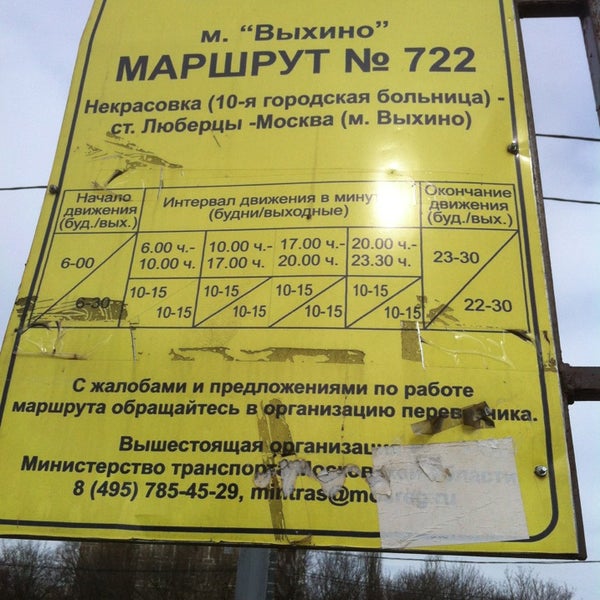 м. "Выхино"
МАРШРУТ № 722
Некрасовка (10-я городская больница) -
ст. Люберцы -Москва (м. Выхино)
Начало движения (буд./вых.)
Интервал движения в
(будни/выходные)
Окончание движения (буд./вых.)
6-00
6-30
6.00 ч.-
10.00 ч.
10.00 ч.-
17.00 ч.
17.00 ч.-
20.00 ч.
20.00 ч.-
23.30 ч.
23-30
22-30
10-15
10-15
10-15
10-15
10-15
10-15
10-15
10-15
С жалобами и предложениями по работе
маршрута обращайтесь в организацию
Вышестоящая
Министерство транспорта Московской области
8 (495) 785-45-29,